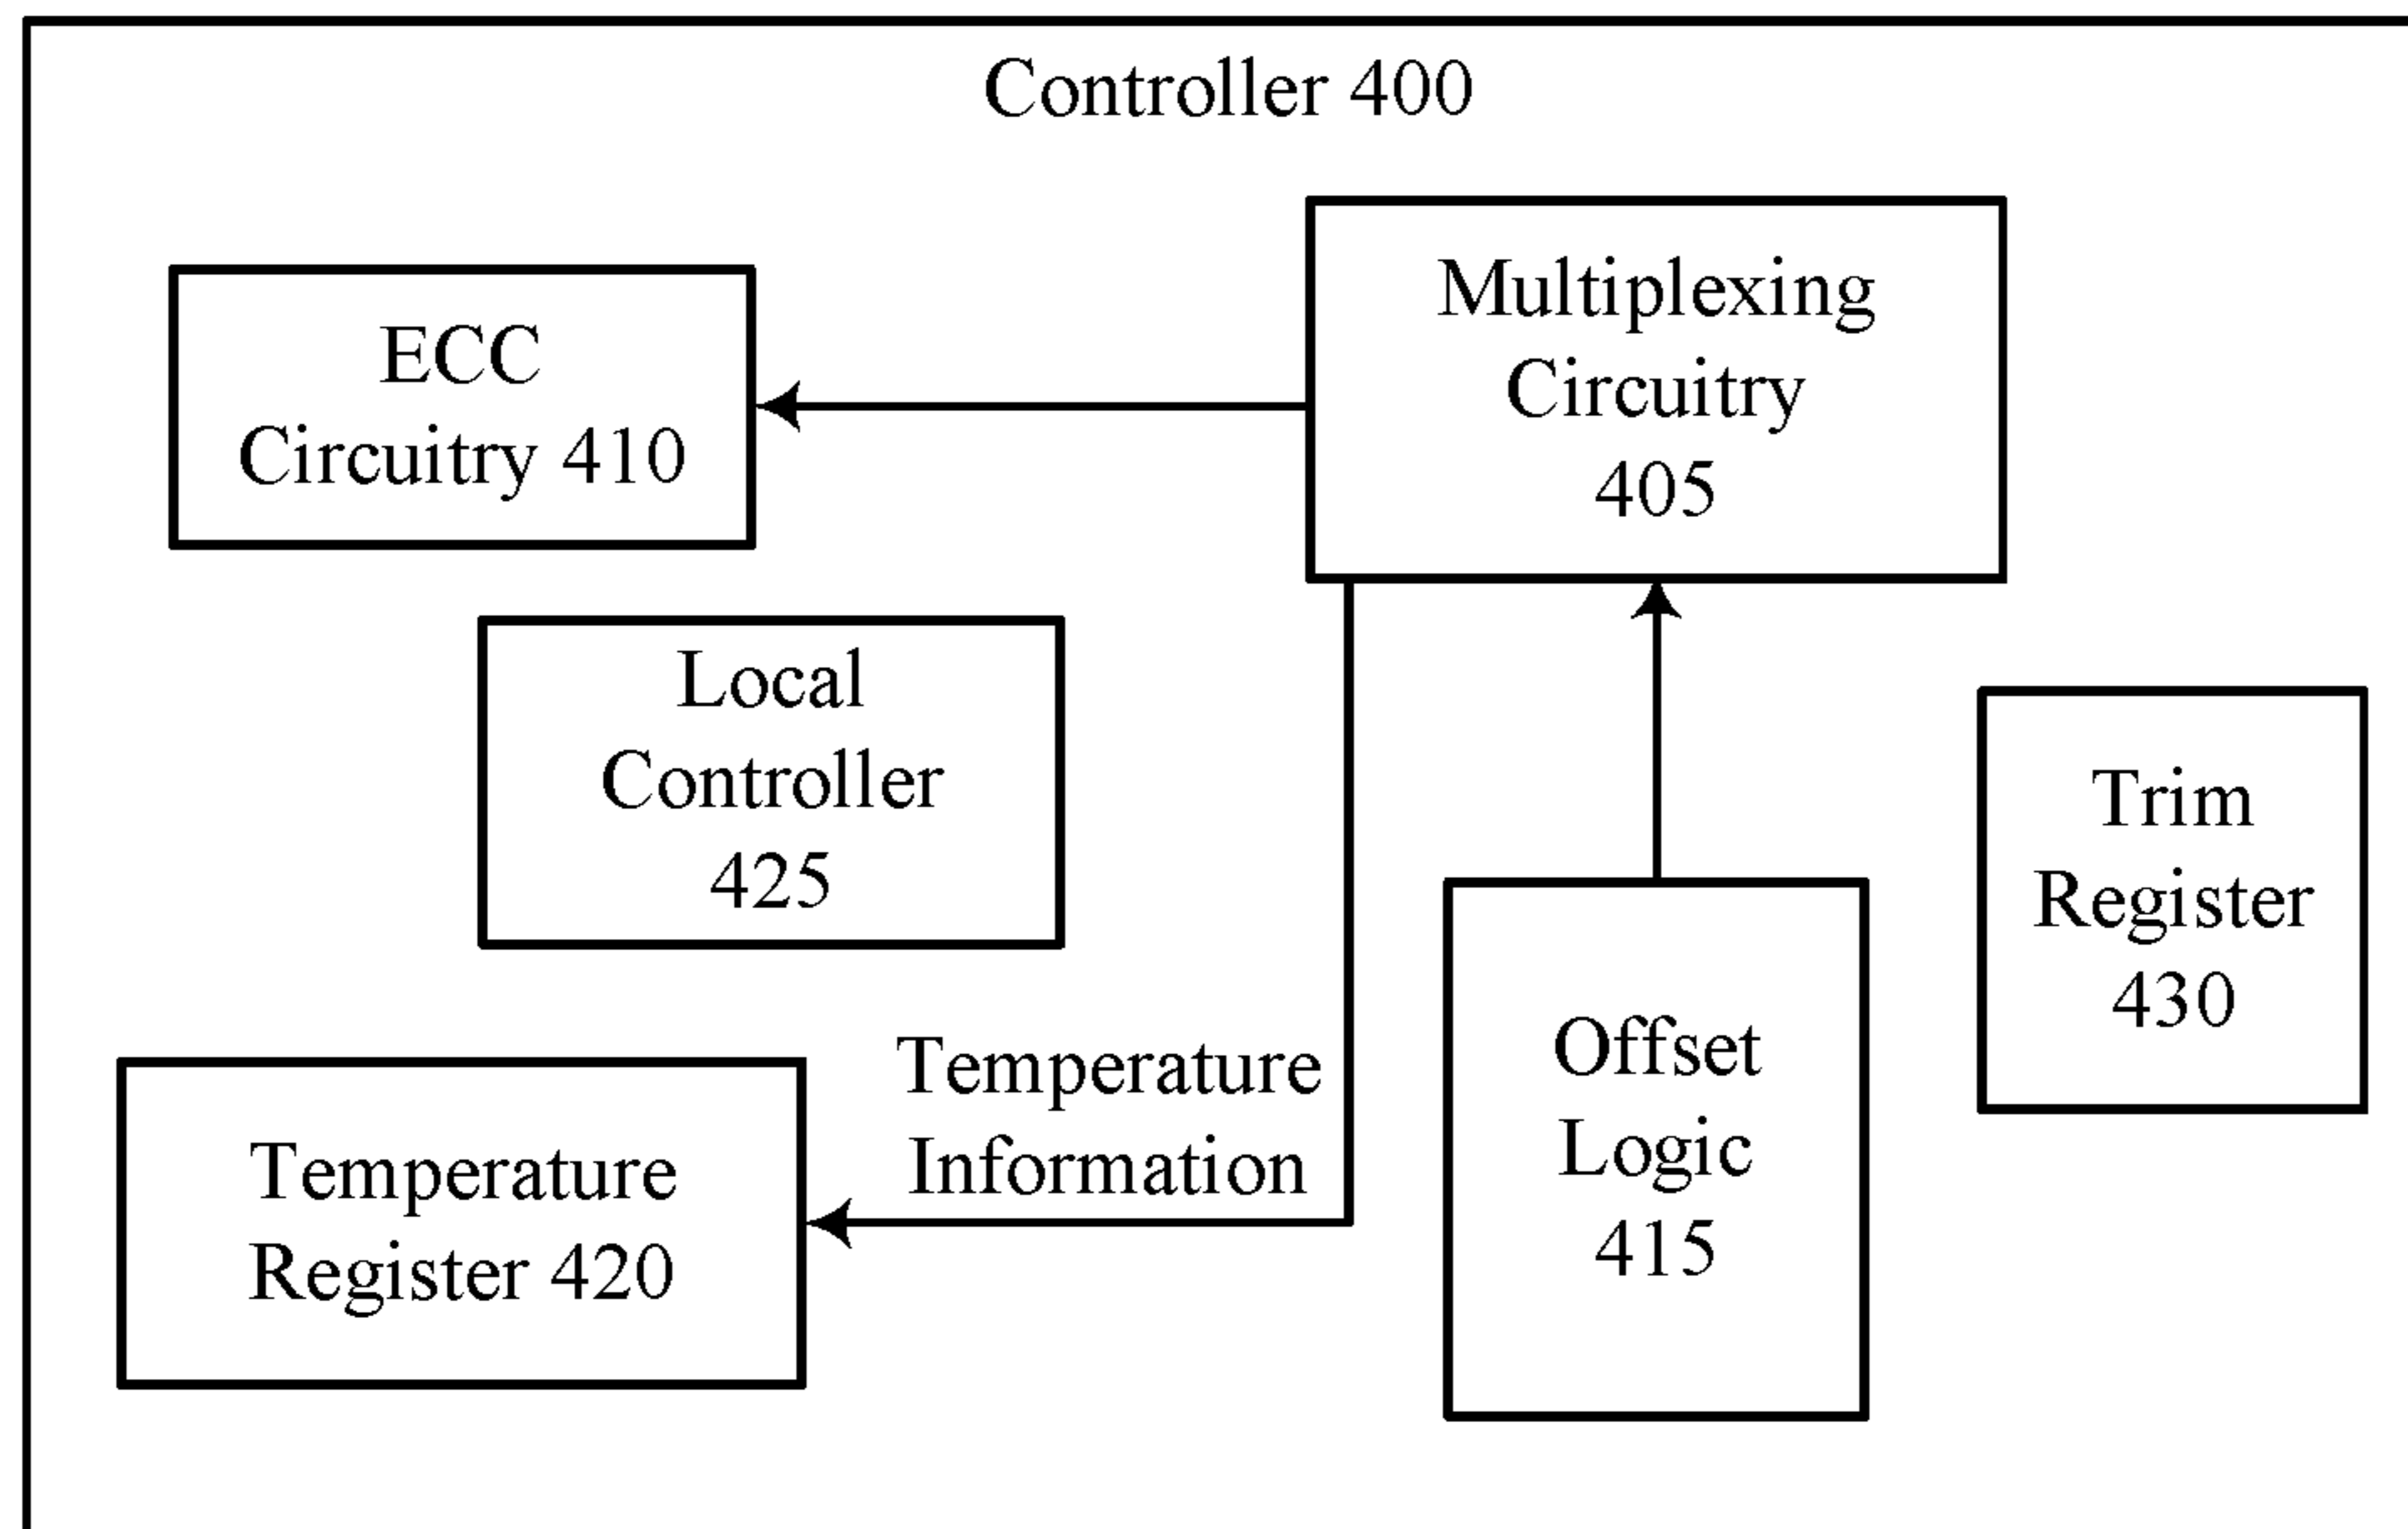 Controller 400
Multiplexing
Circuitry
405
ECC
Circuitry 410
Local
Controller
425
Trim
Register
430
Offset
Logic
415
Temperature
Information
Temperature
Register 420